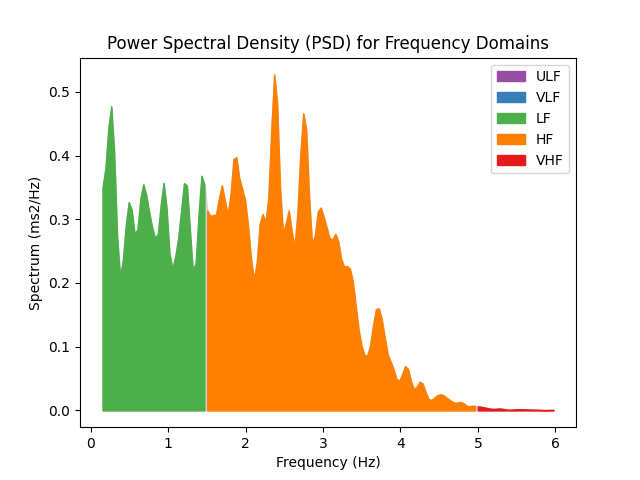 Power Spectral Density (PSD) for Frequency Domains
ULF
VLF
LF
HF
VHF
Spectrum (ms2/Hz)
0.5
0.4
0.3
0.2
0.1
0.0
0 1 2 3 4 5 6
Frequency (Hz)